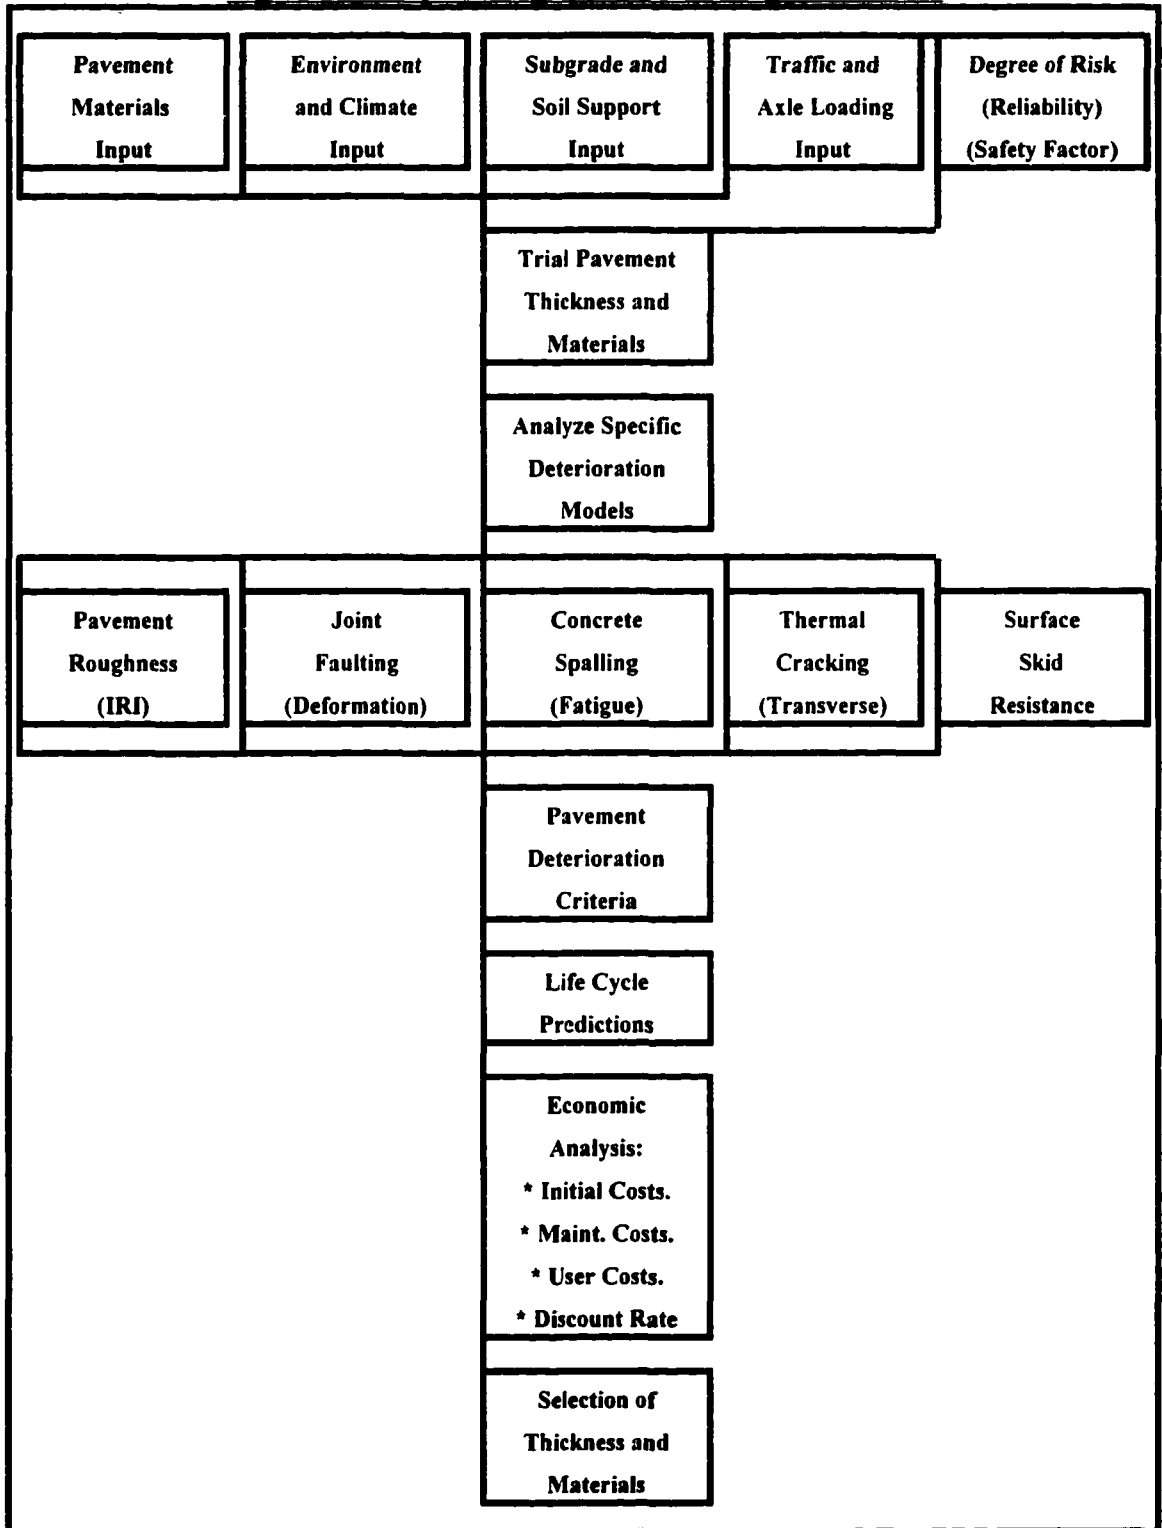 Pavement
Materials
Input
Environment
and Climate
Input
Subgrade and
Soil Support
Input
Traffic and
Axle Loading
Input
Degree of Risk
(Reliability)
(Safety Factor)
Trial Pavement
Thickness and
Materials
Analyze Specific
Deterioration
Models
Pavement
Roughness
(IRI)
Joint
Faulting
(Deformation)
Concrete
Spalling
(Fatigue)
Thermal
Cracking
(Transverse)
Surface
Skid
Resistance
Pavement
Deterioration
Criteria
Life Cycle
Predictions
Economic
Analysis:
* Initial Costs.
* Maint. Costs.
* User Costs.
* Discount Rate
Selection of
Thickness and
Materials